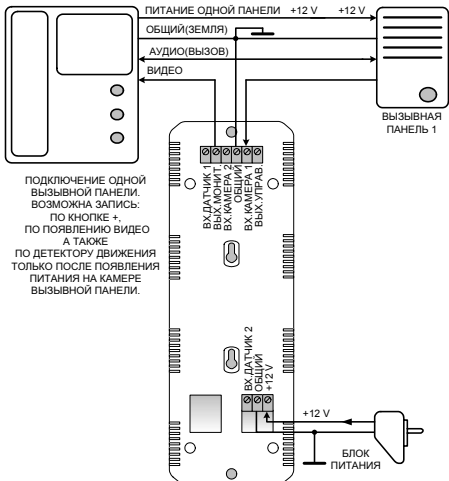 ПИТАНИЕ ОДНОЙ ПАНЕЛИ +12 V +12 V
ОБЩИЙ(ЗЕМЛЯ)
АУДИО(ВЫЗОВ)
ВИДЕО
ВЫЗЫВНАЯ
ПАНЕЛЬ 1
ВХ.ДАТЧИК 1
ВЫХ.МОНИТ.
ВХ.КАМЕРА 2
ОБЩИЙ
ВХ.КАМЕРА 1
ВЫХ.УПРАВ.
ПОДКЛЮЧЕНИЕ ОДНОЙ
ВЫЗЫВНОЙ ПАНЕЛИ.
ВОЗМОЖНА ЗАПИСЬ:
ПО КНОПКЕ +,
ПО ПОЯВЛЕНИЮ ВИДЕО
А ТАКЖЕ
ПО ДЕТЕКТОРУ ДВИЖЕНИЯ
ТОЛЬКО ПОСЛЕ ПОЯВЛЕНИЯ
ПИТАНИЯ НА КАМЕРЕ
ВЫЗЫВНОЙ ПАНЕЛИ.
ВХ.ДАТЧИК 2
ОБЩИЙ
+12 V
+12 V
БЛОК
ПИТАНИЯ